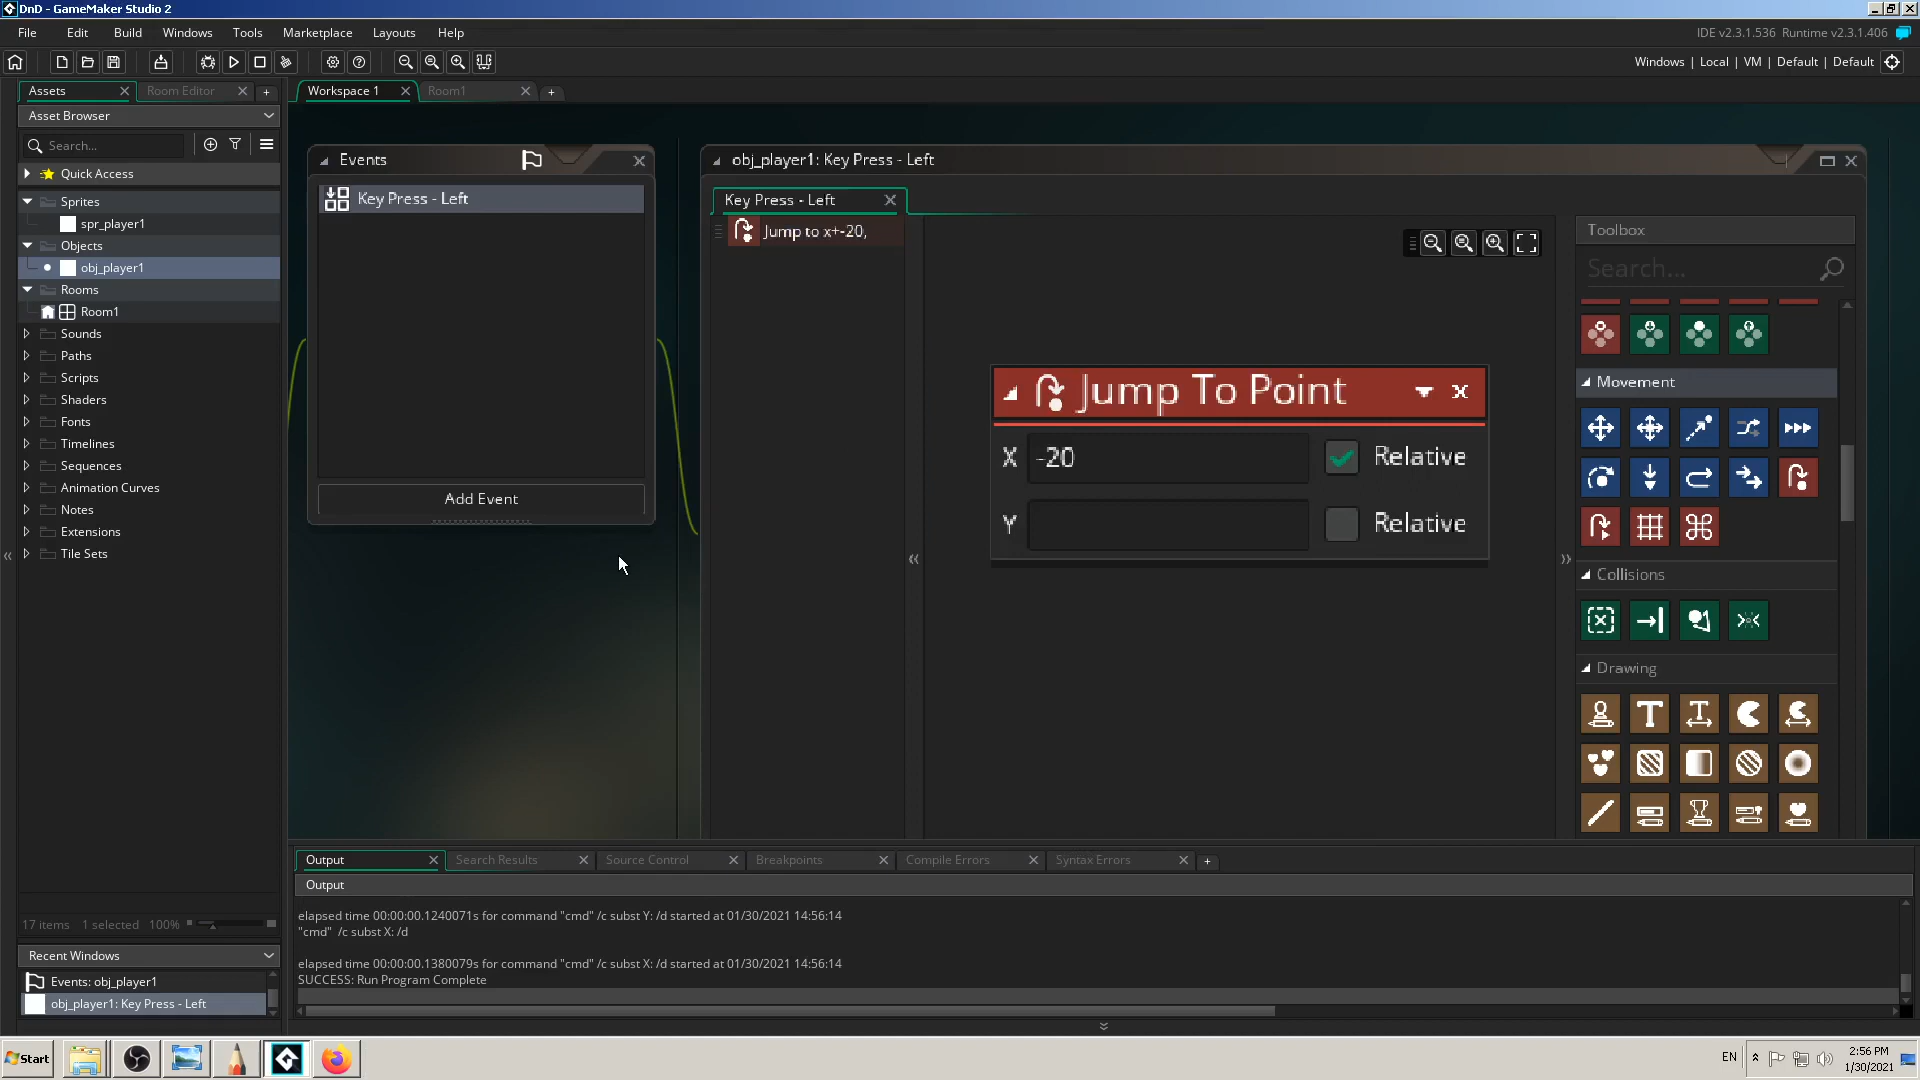 DnD - GameMaker Studio 2
File Edit Build Windows Tools Marketplace Layouts Help
IDE v2.3.1.536 Runtime v2.3.1.406
Windows | Local | VM | Default | Default
Assets
Room Editor
Workspace 1
Room1
Asset Browser
Search...
Quick Access
Sprites
spr_player1
Objects
obj_player1
Rooms
Room1
Sounds
Paths
Scripts
Shaders
Fonts
Timelines
Sequences
Animation Curves
Notes
Extensions
Tile Sets
17 items 1 selected 100%
Recent Windows
Events: obj_player1
obj_player1: Key Press - Left
Events
Key Press - Left
Add Event
obj_player1: Key Press - Left
Key Press - Left
Jump to x+-20,
Jump To Point
X -20 Relative
Y Relative
Toolbox
Search...
Movement
Collisions
Drawing
Output
Search Results
Source Control
Breakpoints
Compile Errors
Syntax Errors
Output
elapsed time 00:00:00.1240071s for command "cmd" /c subst Y: /d started at 01/30/2021 14:56:14
"cmd" /c subst X: /d
elapsed time 00:00:00.1380079s for command "cmd" /c subst X: /d started at 01/30/2021 14:56:14
SUCCESS: Run Program Complete
Start
EN
2:56 PM
1/30/2021